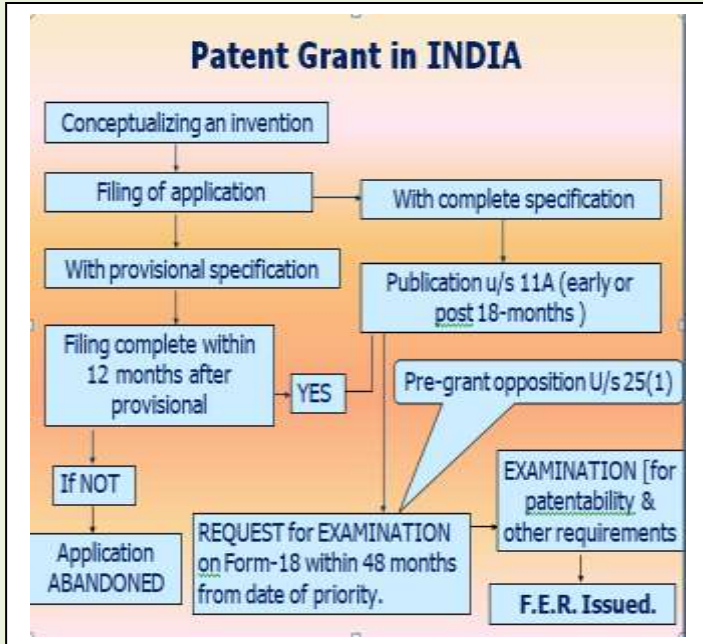 Patent Grant in INDIA
Conceptualizing an invention
Filing of application
With complete specification
With provisional specification
Publication u/s 11A (early or
post 18-months )
Filing complete within
12 months after
provisional
YES
Pre-grant opposition U/s 25(1)
If NOT
Application
ABANDONED
REQUEST for EXAMINATION
on Form-18 within 48 months
from date of priority.
EXAMINATION [for
patentability &
other requirements
F.E.R. Issued.